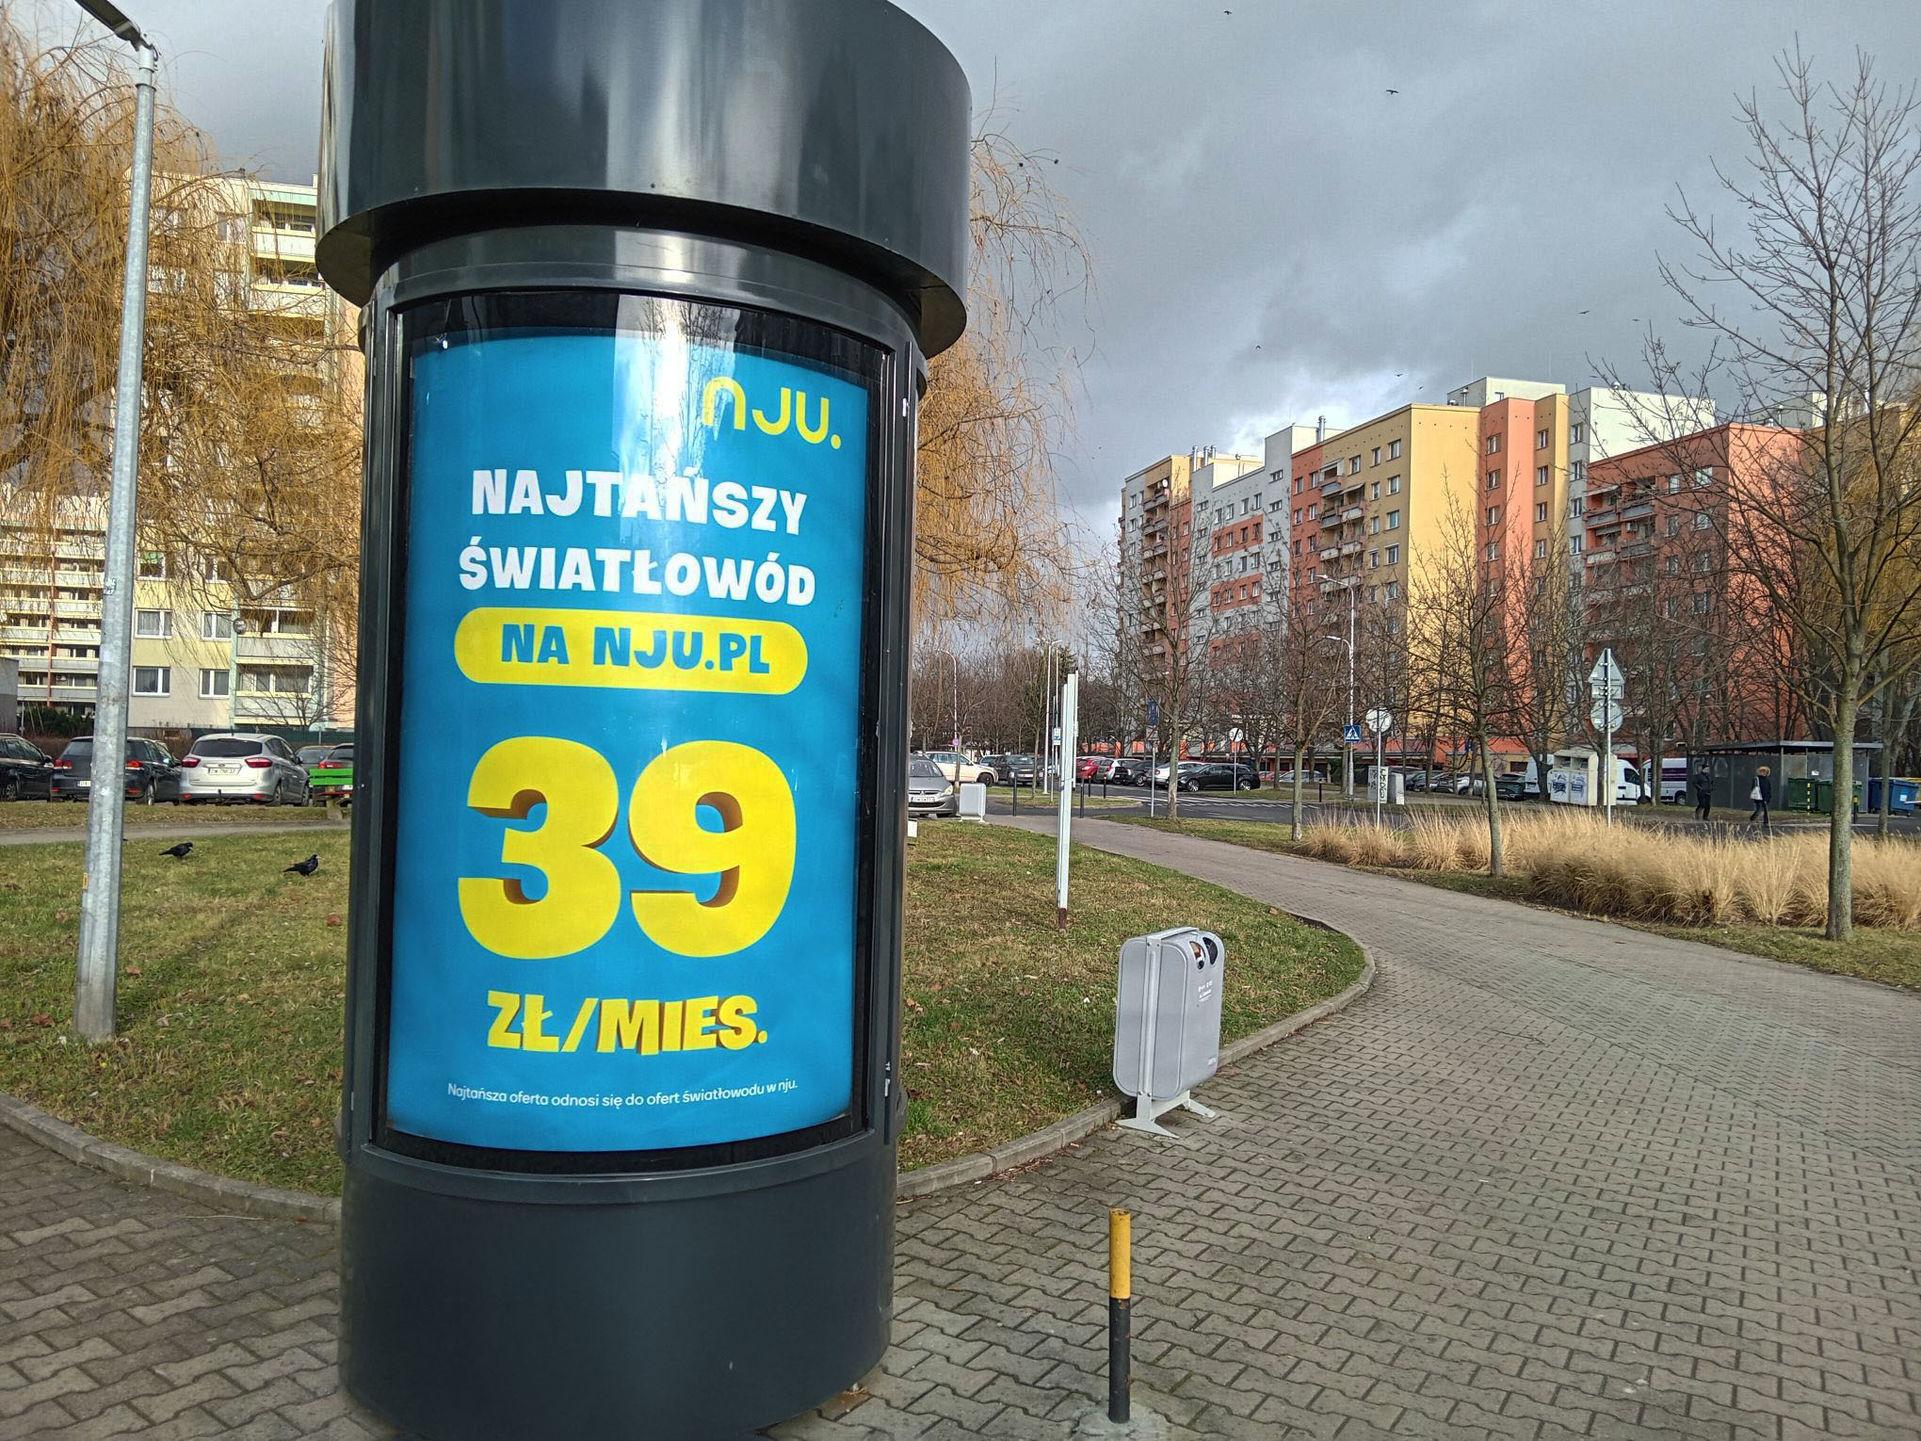 nju.
NAJTAŃSZY
ŚWIATŁOWÓD
NA NJU.PL
39
ZŁ/MIES.
Najtańsza oferta odnosi się do ofert światłowodu w nju.